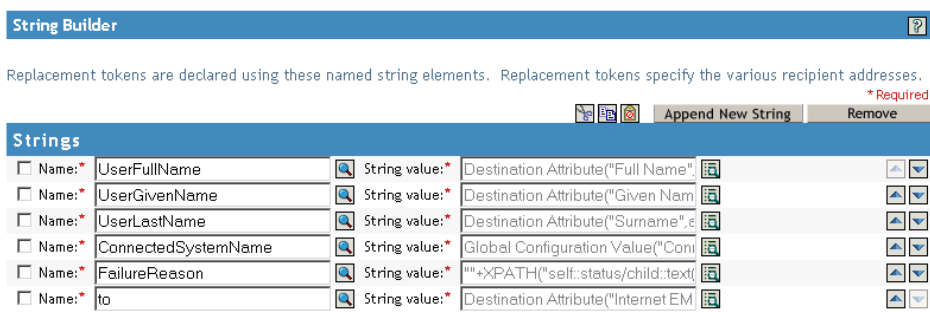 String Builder
Replacement tokens are declared using these named string elements. Replacement tokens specify the various recipient addresses.
*Required
Append New String Remove
Strings
Name:* UserFullName String value:* Destination Attribute("Full Name",
Name:* UserGivenName String value:* Destination Attribute("Given Nam
Name:* UserLastName String value:* Destination Attribute("Surname",
Name:* ConnectedSystemName String value:* Global Configuration Value("Con
Name:* FailureReason String value:* ""+XPATH("self::status/child::text(
Name:* to String value:* Destination Attribute("Internet EM